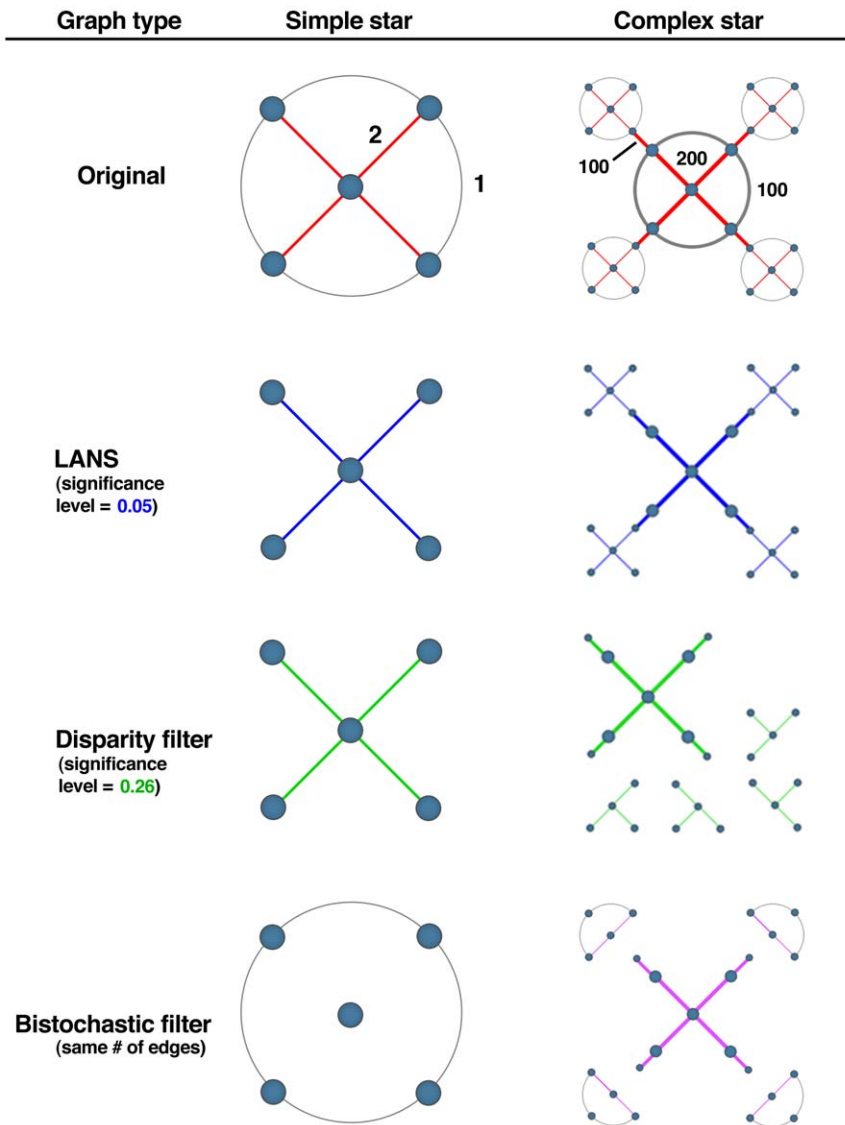 Graph type Simple star Complex star
Original
2
1
100
200
100
LANS
(significance
level = 0.05)
Disparity filter
(significance
level = 0.26)
Bistochastic filter
(same # of edges)